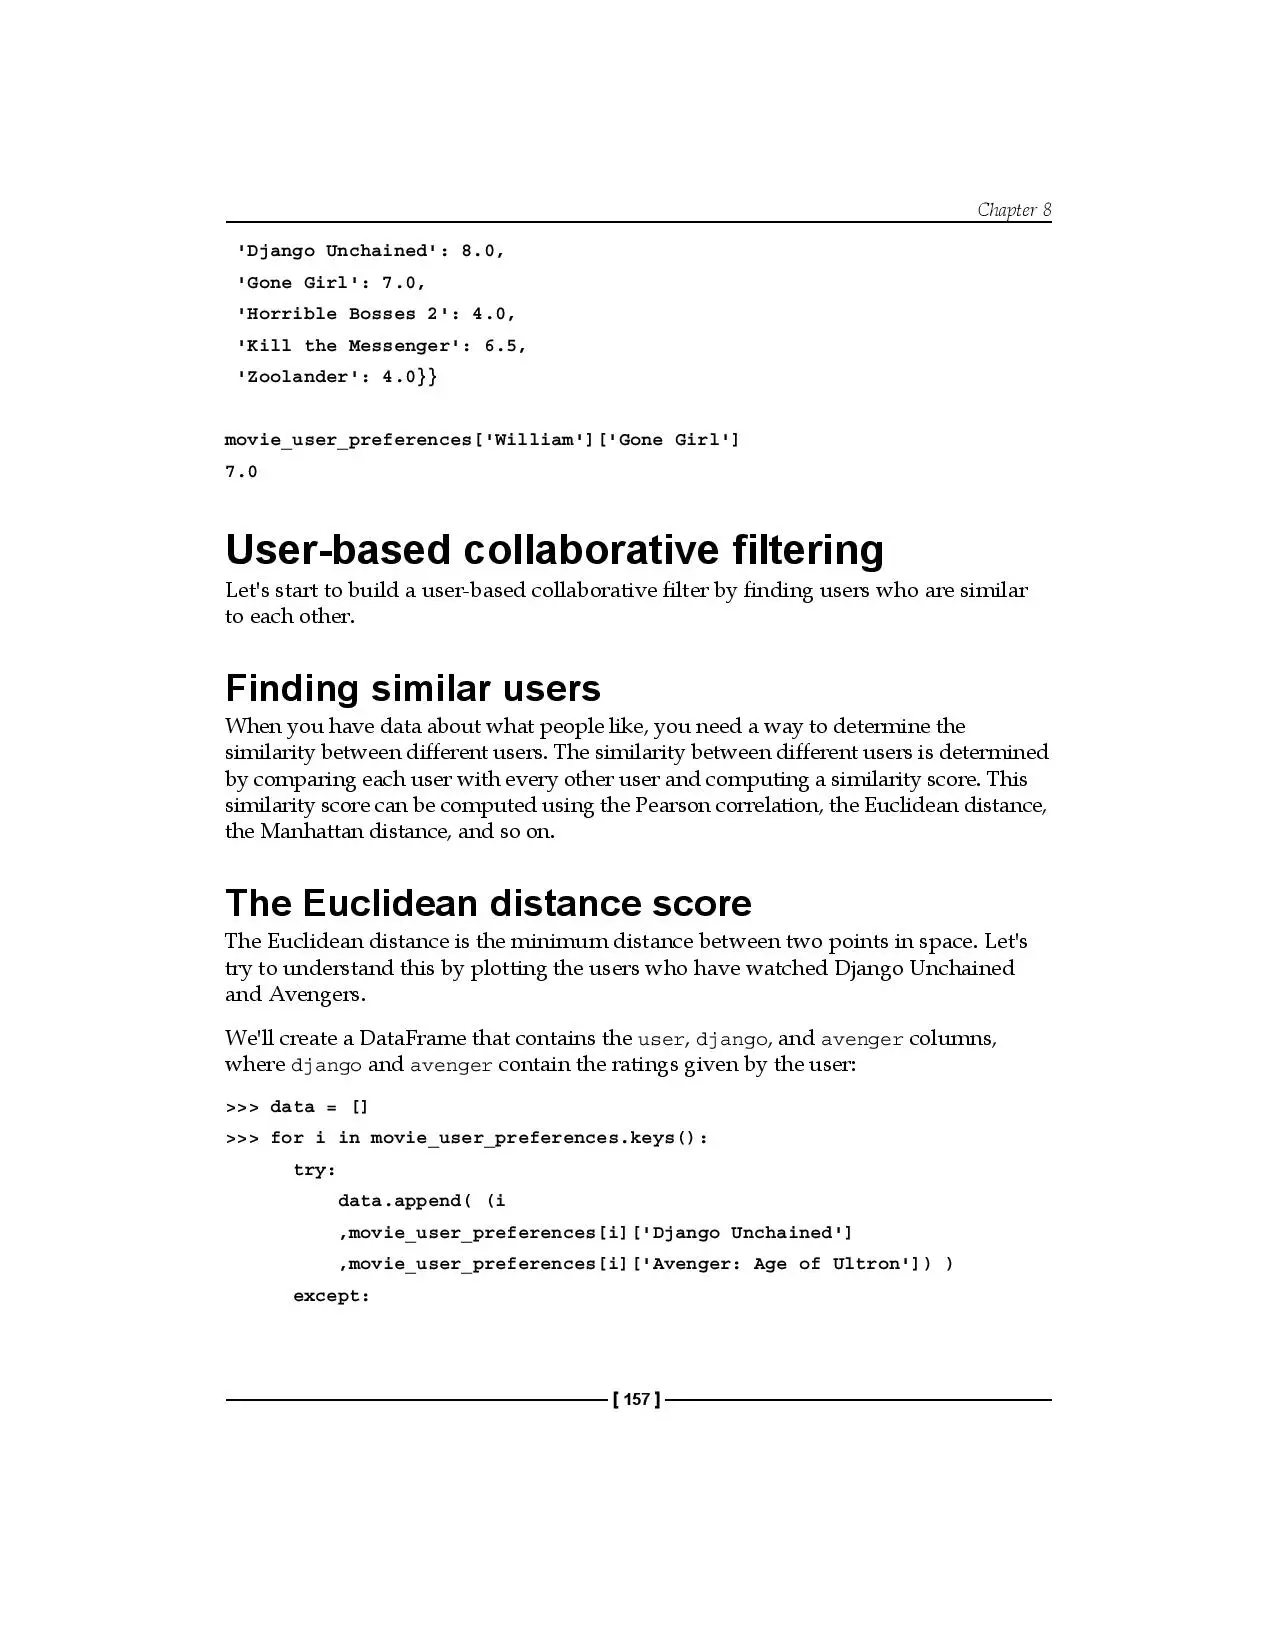 Chapter 8
'Django Unchained': 8.0,
'Gone Girl': 7.0,
'Horrible Bosses 2': 4.0,
'Kill the Messenger': 6.5,
'Zoolander': 4.0}}
movie_user_preferences['William']['Gone Girl']
7.0
User-based collaborative filtering
Let's start to build a user-based collaborative filter by finding users who are similar
to each other.
Finding similar users
When you have data about what people like, you need a way to determine the
similarity between different users. The similarity between different users is determined
by comparing each user with every other user and computing a similarity score. This
similarity score can be computed using the Pearson correlation, the Euclidean distance,
the Manhattan distance, and so on.
The Euclidean distance score
The Euclidean distance is the minimum distance between two points in space. Let's
try to understand this by plotting the users who have watched Django Unchained
and Avengers.
We'll create a DataFrame that contains the user, django, and avenger columns,
where django and avenger contain the ratings given by the user:
>>> data = []
>>> for i in movie_user_preferences.keys():
try:
data.append( (i
,movie_user_preferences[i]['Django Unchained']
,movie_user_preferences[i]['Avenger: Age of Ultron']) )
except:
[ 157 ]